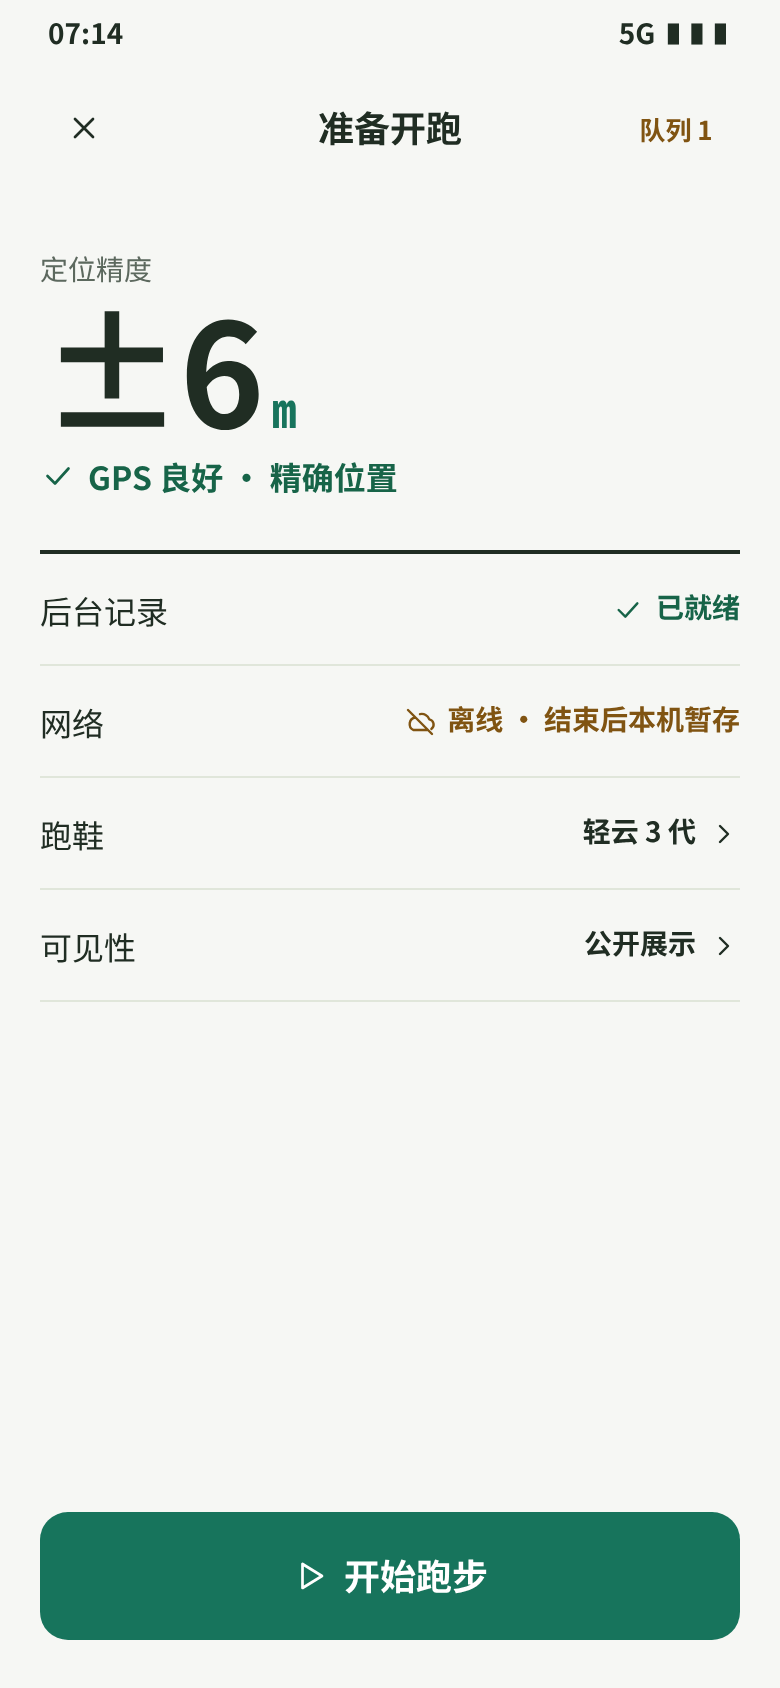 07:14 5G
准备开跑 队列 1
定位精度
±6m
GPS 良好 · 精确位置
后台记录 已就绪
网络 离线 · 结束后本机暂存
跑鞋 轻云 3 代
可见性 公开展示
开始跑步